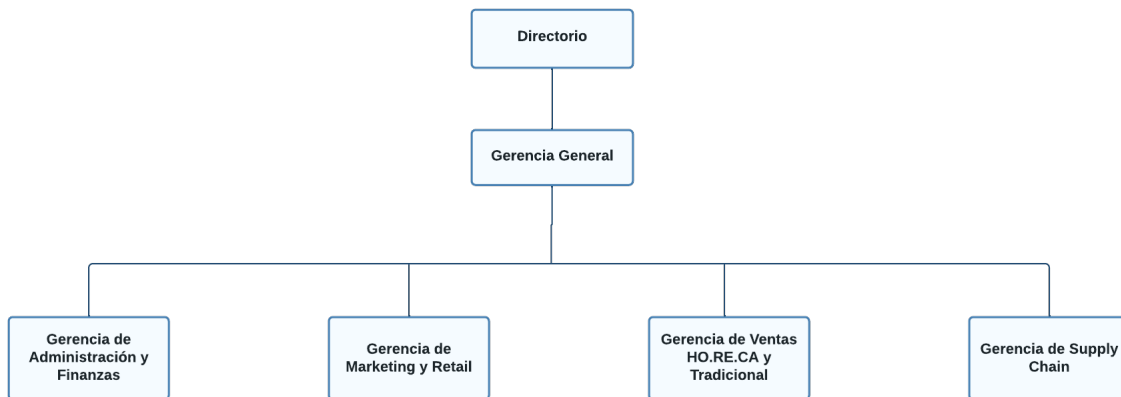 Directorio
Gerencia General
Gerencia de
Administración y
Finanzas
Gerencia de
Marketing y Retail
Gerencia de Ventas
HO.RE.CA y
Tradicional
Gerencia de Supply
Chain